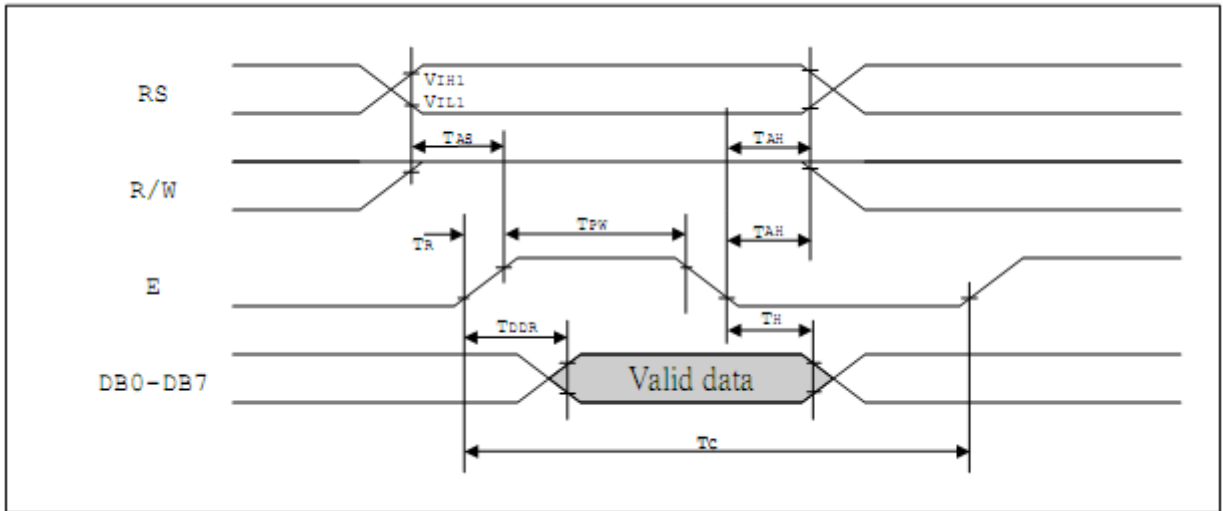 RS
VIH1
VIL1
TAS
TAH
R/W
TR
TPW
TAH
E
TDDR
TH
DB0-DB7
Valid data
TC